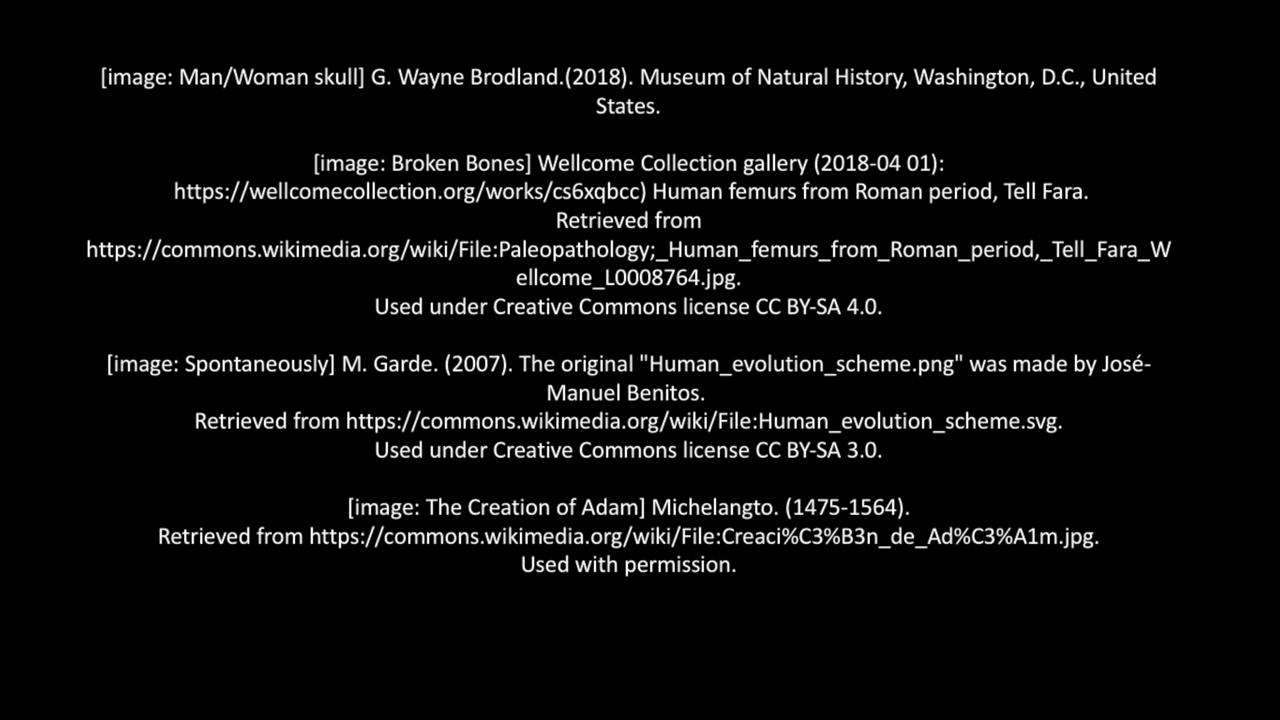 [image: Man/Woman skull] G. Wayne Brodland.(2018). Museum of Natural History, Washington, D.C., United
States.
[image: Broken Bones] Wellcome Collection gallery (2018-04 01):
https://wellcomecollection.org/works/cs6xqbcc) Human femurs from Roman period, Tell Fara.
Retrieved from
https://commons.wikimedia.org/wiki/File:Paleopathology;_Human_femurs_from_Roman_period,_Tell_Fara_W
ellcome_L0008764.jpg.
Used under Creative Commons license CC BY-SA 4.0.
[image: Spontaneously] M. Garde. (2007). The original "Human_evolution_scheme.png" was made by José-
Manuel Benitos.
Retrieved from https://commons.wikimedia.org/wiki/File:Human_evolution_scheme.svg.
Used under Creative Commons license CC BY-SA 3.0.
[image: The Creation of Adam] Michelangto. (1475-1564).
Retrieved from https://commons.wikimedia.org/wiki/File:Creaci%C3%B3n_de_Ad%C3%A1m.jpg.
Used with permission.